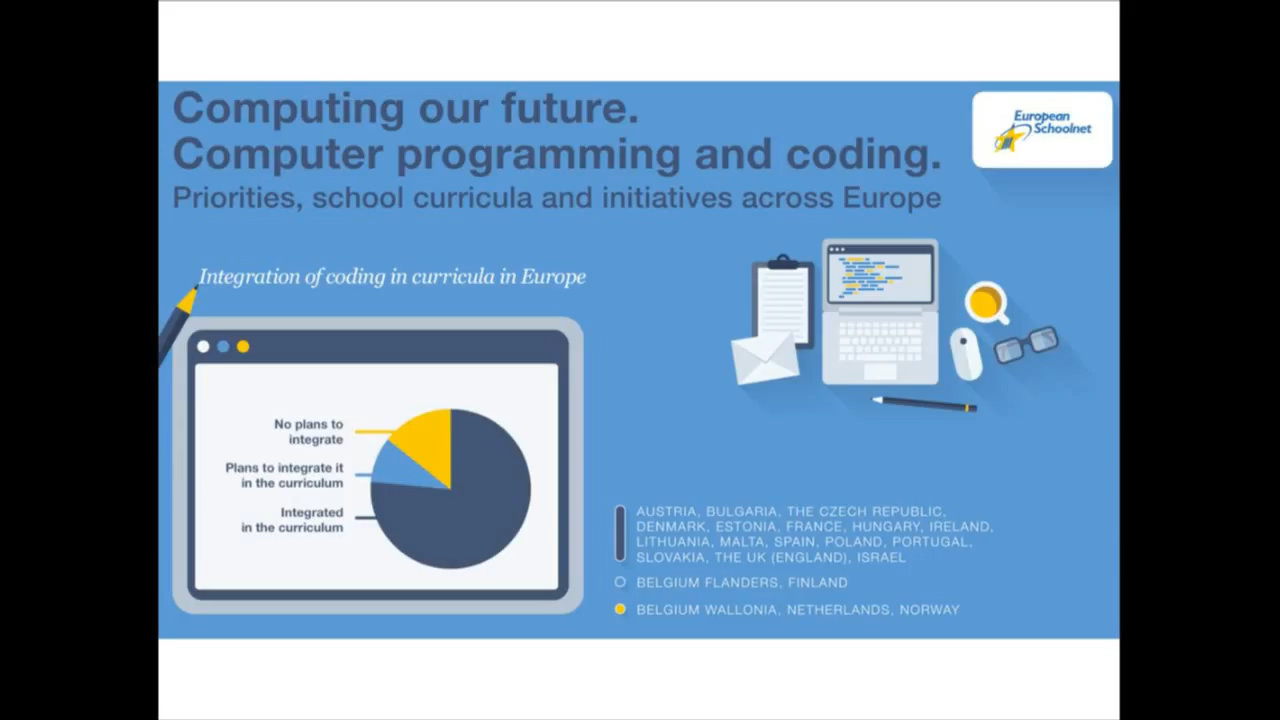 Computing our future.
Computer programming and coding.
Priorities, school curricula and initiatives across Europe
European
Schoolnet
Integration of coding in curricula in Europe
No plans to
integrate
Plans to integrate it
in the curriculum
Integrated
in the curriculum
AUSTRIA, BULGARIA, THE CZECH REPUBLIC,
DENMARK, ESTONIA, FRANCE, HUNGARY, IRELAND,
LITHUANIA, MALTA, SPAIN, POLAND, PORTUGAL,
SLOVAKIA, THE UK (ENGLAND), ISRAEL
BELGIUM FLANDERS, FINLAND
BELGIUM WALLONIA, NETHERLANDS, NORWAY